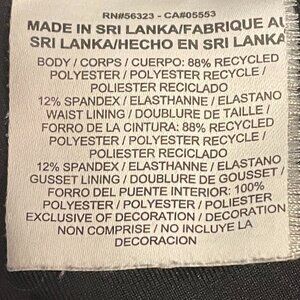 RN#56323 - CA#05553
MADE IN SRI LANKA/FABRIQUE AU
SRI LANKA/HECHO EN SRI LANKA
BODY / CORPS / CUERPO: 88% RECYCLED
POLYESTER / POLYESTER RECYCLE /
POLIESTER RECICLADO
12% SPANDEX / ELASTHANNE / ELASTANO
WAIST LINING / DOUBLURE DE TAILLE /
FORRO DE LA CINTURA: 88% RECYCLED
POLYESTER / POLYESTER RECYCLE /
POLIESTER RECICLADO
12% SPANDEX / ELASTHANNE / ELASTANO
GUSSET LINING / DOUBLURE DE GOUSSET /
FORRO DEL PUENTE INTERIOR: 100%
POLYESTER / POLYESTER / POLIESTER
EXCLUSIVE OF DECORATION / DECORATION
NON COMPRISE / NO INCLUYE LA
DECORACION